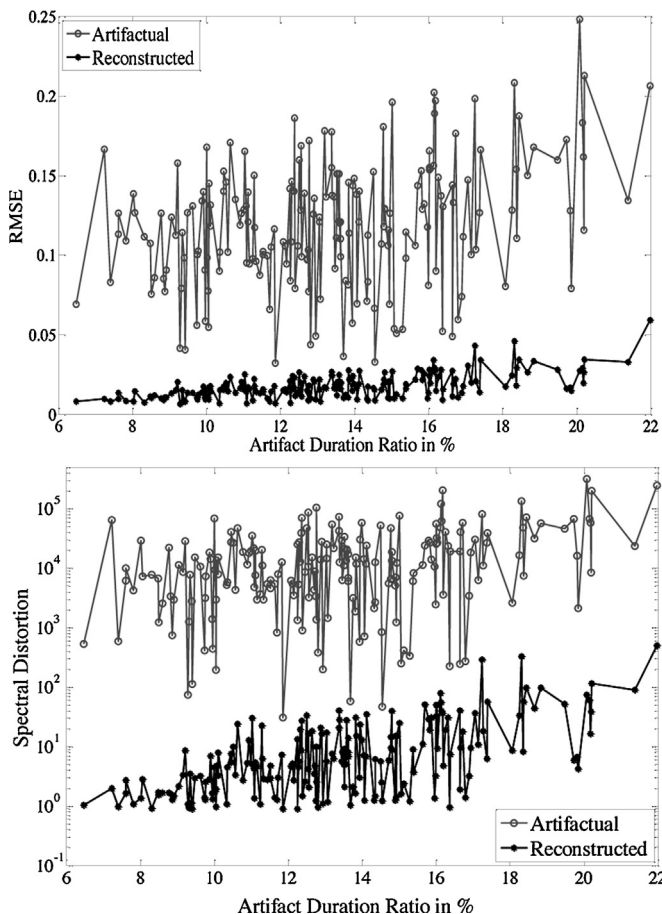 0.25
Artifactual
Reconstructed
0.2
0.15
RMSE
0.1
0.05
0
6 8 10 12 14 16 18 20 22
Artifact Duration Ratio in %
10^5
10^4
10^3
Spectral Distortion
10^2
10^1
10^0
Artifactual
Reconstructed
10^-1
6 8 10 12 14 16 18 20 22
Artifact Duration Ratio in %